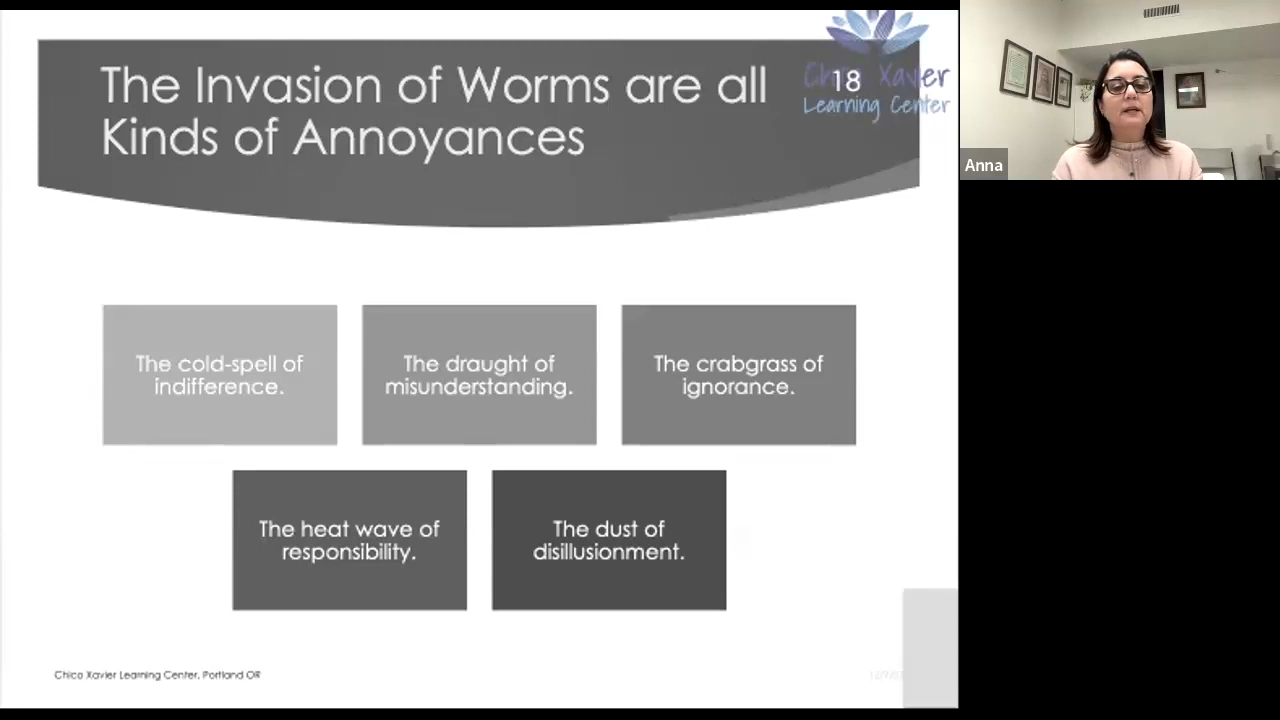 The Invasion of Worms are all
Kinds of Annoyances
18
Chico Xavier
Learning Center
Anna
The cold-spell of
indifference.
The draught of
misunderstanding.
The crabgrass of
ignorance.
The heat wave of
responsibility.
The dust of
disillusionment.
Chico Xavier Learning Center, Portland OR